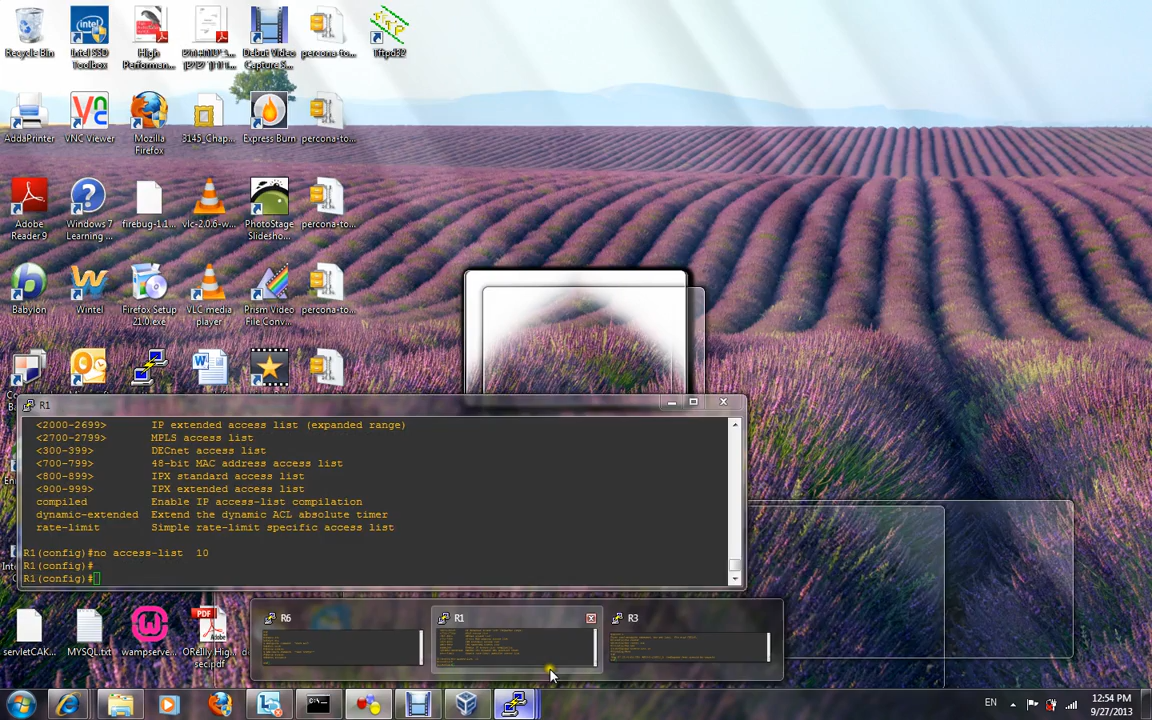 Recycle Bin
Intel SSD Toolbox
High Performan...
Debut Video Capture S...
percona-to...
Tftpd32
AddaPrinter
VNC Viewer
Mozilla Firefox
3145_Chap...
Express Burn
percona-to...
Adobe Reader 9
Windows 7 Learning ...
firebug-1.1...
vlc-2.0.6-w...
PhotoStage Slidesho...
percona-to...
Babylon
Wintel
Firefox Setup 21.0.exe
VLC media player
Prism Video File Conv...
percona-to...
R1
<2000-2699> IP extended access list (expanded range)
<2700-2799> MPLS access list
<300-399> DECnet access list
<700-799> 48-bit MAC address access list
<800-899> IPX standard access list
<900-999> IPX extended access list
compiled Enable IP access-list compilation
dynamic-extended Extend the dynamic ACL absolute timer
rate-limit Simple rate-limit specific access list
R1(config)#no access-list 10
R1(config)#
R1(config)#
R6
R1
R3
servletCAK...
MYSQL.txt
wampserve...
OReilly Hig...
sec.pdf
EN
12:54 PM
9/27/2013